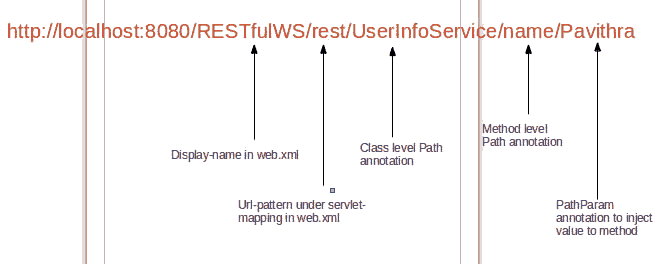 http://localhost:8080/RESTfulWS/rest/UserInfoService/name/Pavithra
Display-name in web.xml
Class level Path
annotation
Method level
Path annotation
Url-pattern under servlet-
mapping in web.xml
PathParam
annotation to inject
value to method